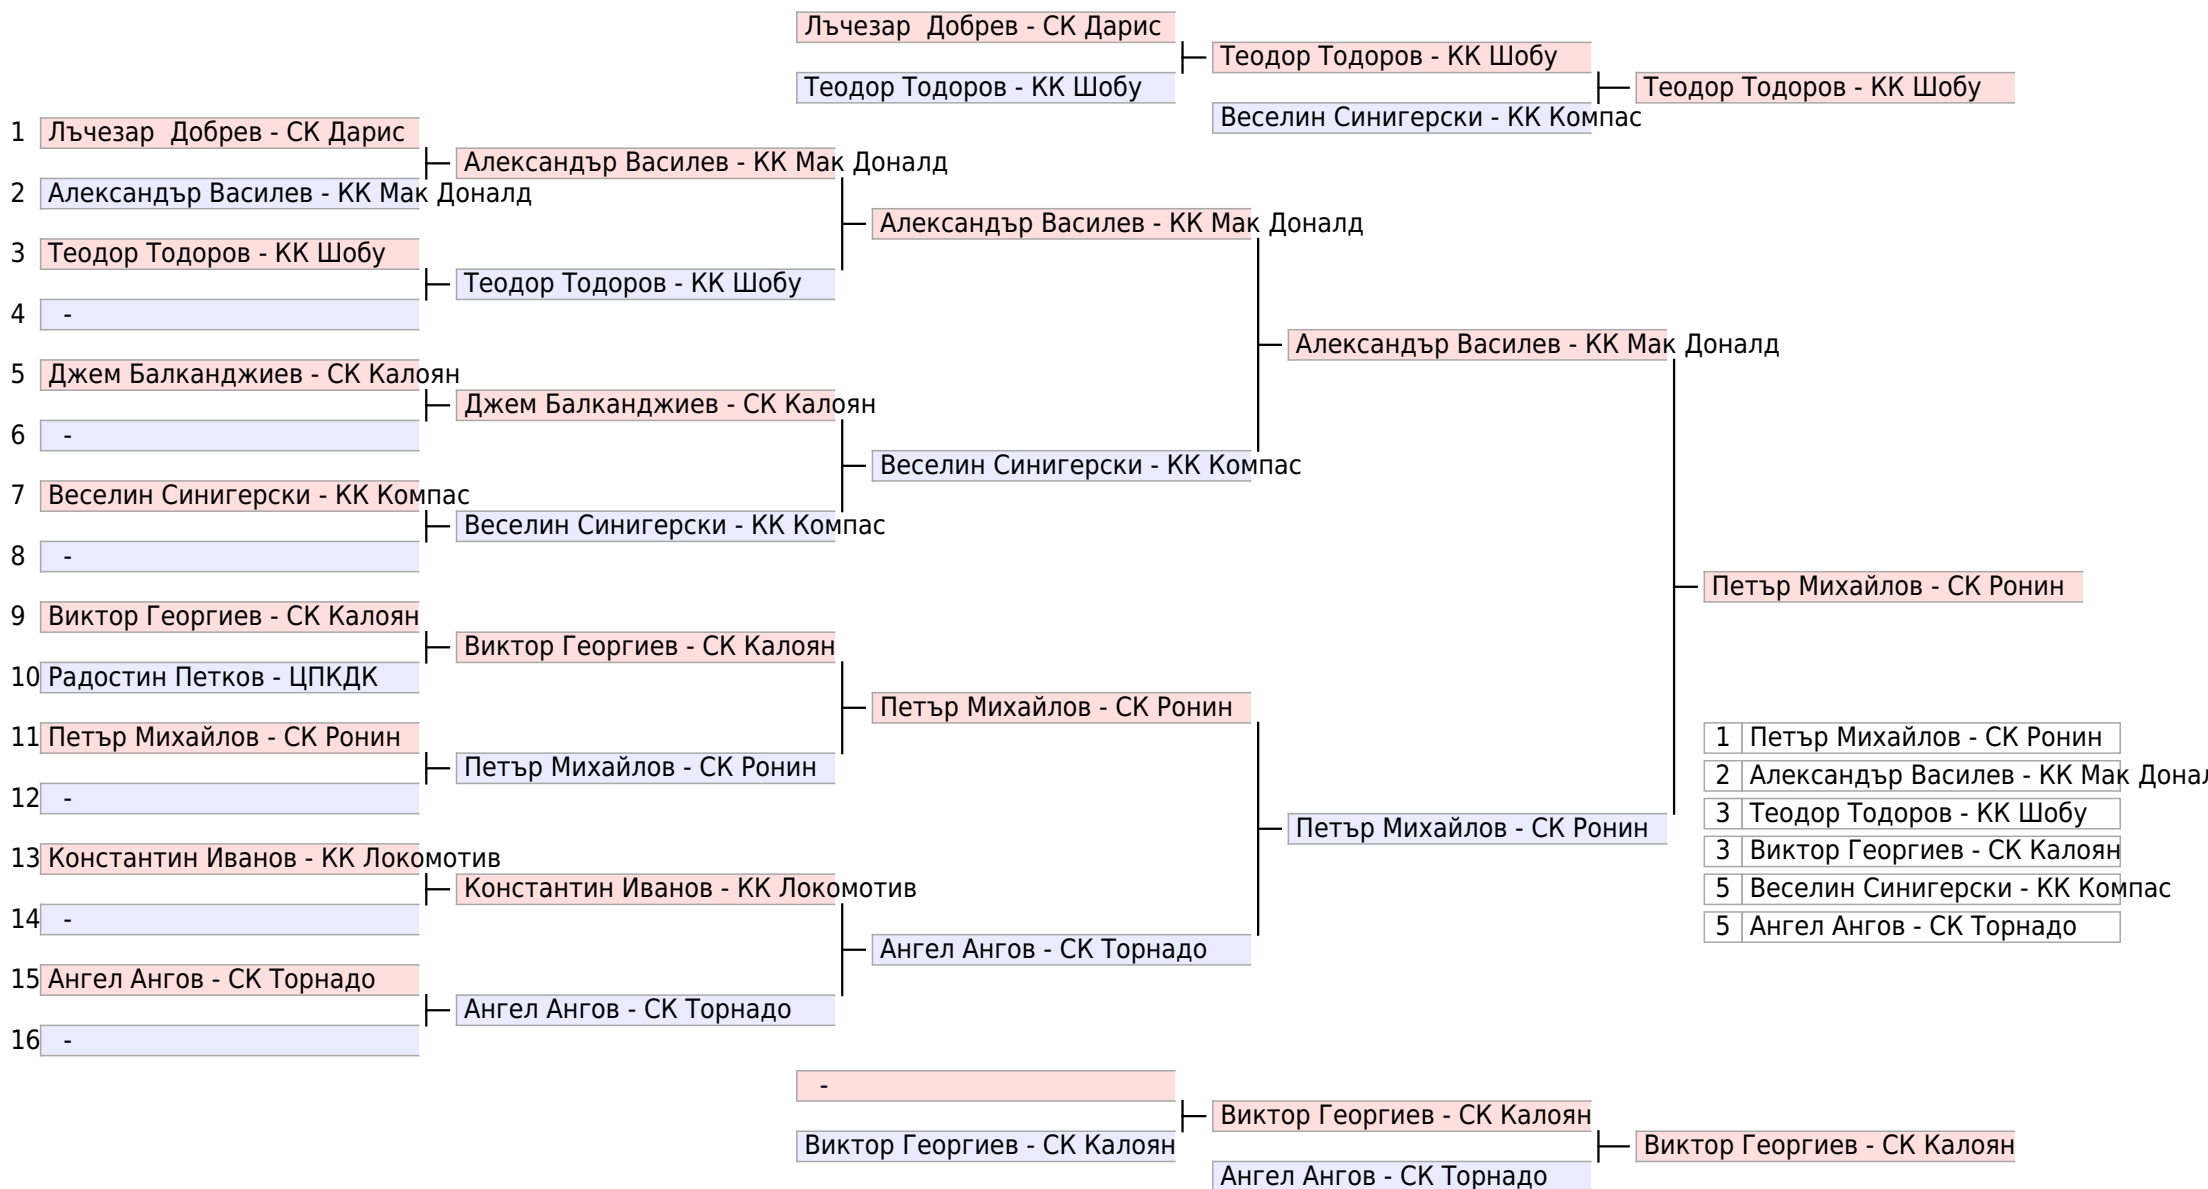 Лъчезар  Добрев - СК Дарис
Теодор Тодоров - КК Шобу
Теодор Тодоров - КК Шобу
Теодор Тодоров - КК Шобу
Веселин Синигерски - КК Компас
1 Лъчезар  Добрев - СК Дарис
Александър Василев - КК Мак Доналд
2 Александър Василев - КК Мак Доналд
Александър Василев - КК Мак Доналд
3 Теодор Тодоров - КК Шобу
Теодор Тодоров - КК Шобу
4 -
Александър Василев - КК Мак Доналд
5 Джем Балканджиев - СК Калоян
Джем Балканджиев - СК Калоян
6 -
Веселин Синигерски - КК Компас
7 Веселин Синигерски - КК Компас
Веселин Синигерски - КК Компас
8 -
Петър Михайлов - СК Ронин
9 Виктор Георгиев - СК Калоян
Виктор Георгиев - СК Калоян
10 Радостин Петков - ЦПКДК
Петър Михайлов - СК Ронин
11 Петър Михайлов - СК Ронин
Петър Михайлов - СК Ронин
12 -
Петър Михайлов - СК Ронин
13 Константин Иванов - КК Локомотив
Константин Иванов - КК Локомотив
14 -
Ангел Ангов - СК Торнадо
15 Ангел Ангов - СК Торнадо
Ангел Ангов - СК Торнадо
16 -
1 Петър Михайлов - СК Ронин
2 Александър Василев - КК Мак Донал
3 Теодор Тодоров - КК Шобу
3 Виктор Георгиев - СК Калоян
5 Веселин Синигерски - КК Компас
5 Ангел Ангов - СК Торнадо
-
Виктор Георгиев - СК Калоян
Виктор Георгиев - СК Калоян
Виктор Георгиев - СК Калоян
Ангел Ангов - СК Торнадо